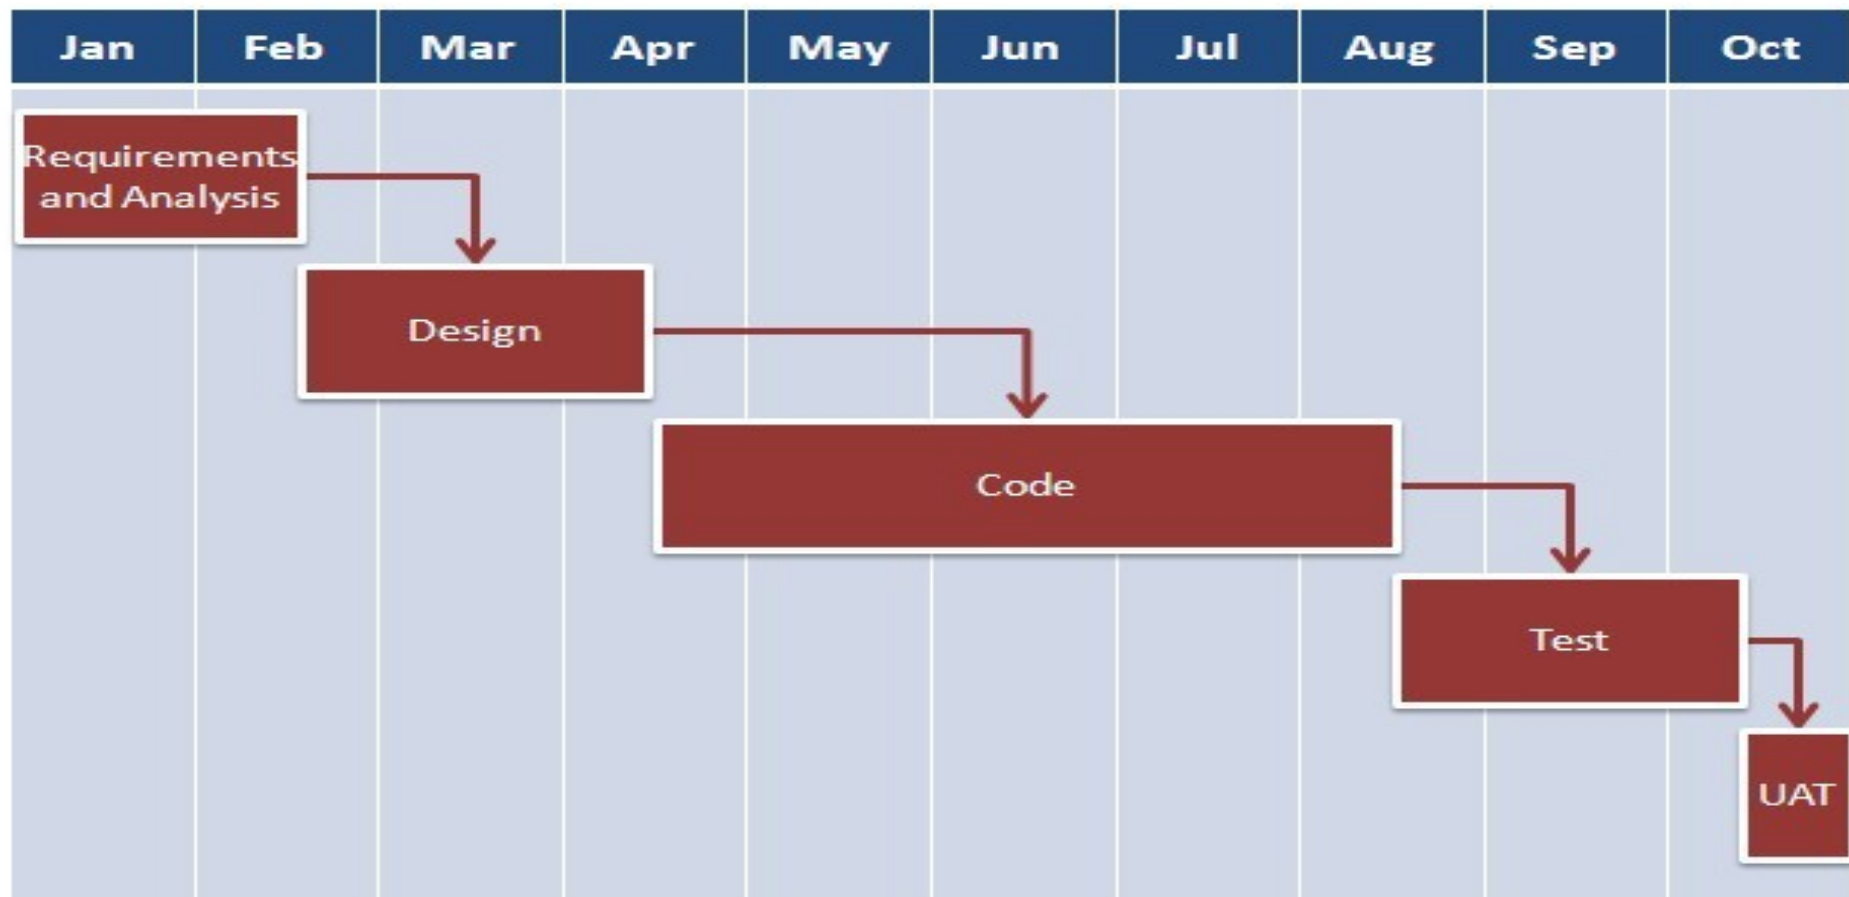 Jan Feb Mar Apr May Jun Jul Aug Sep Oct
Requirements
and Analysis
Design
Code
Test
UAT